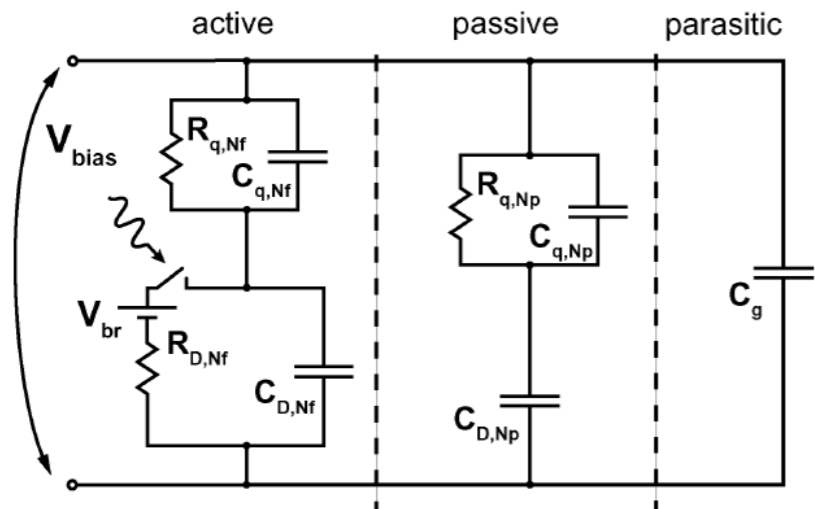 active passive parasitic
V_bias
R_q,Nf
C_q,Nf
R_q,Np
C_q,Np
V_br
R_D,Nf
C_D,Nf
C_D,Np
C_g